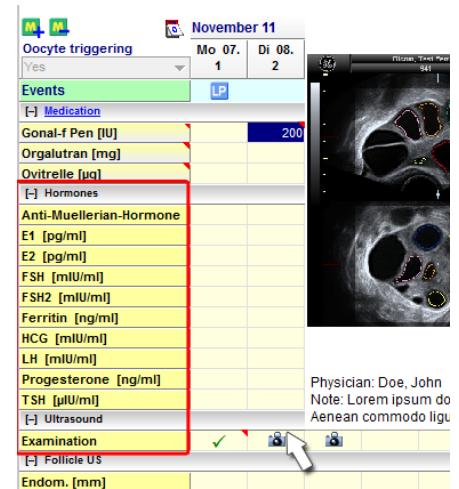 November 11
Oocyte triggering Mo 07. Di 08.
Yes 1 2
Events LP
[-] Medication
Gonal-f Pen [IU] 200
Orgalutran [mg]
Ovitrelle [µg]
[-] Hormones
Anti-Muellerian-Hormone
E1 [pg/ml]
E2 [pg/ml]
FSH [mIU/ml]
FSH2 [mIU/ml]
Ferritin [ng/ml]
HCG [mIU/ml]
LH [mIU/ml]
Progesterone [ng/ml]
TSH [µIU/ml]
[-] Ultrasound
Examination
[-] Follicle US
Endom. [mm]
941
Physician: Doe, John
Note: Lorem ipsum do
Aenean commodo ligu